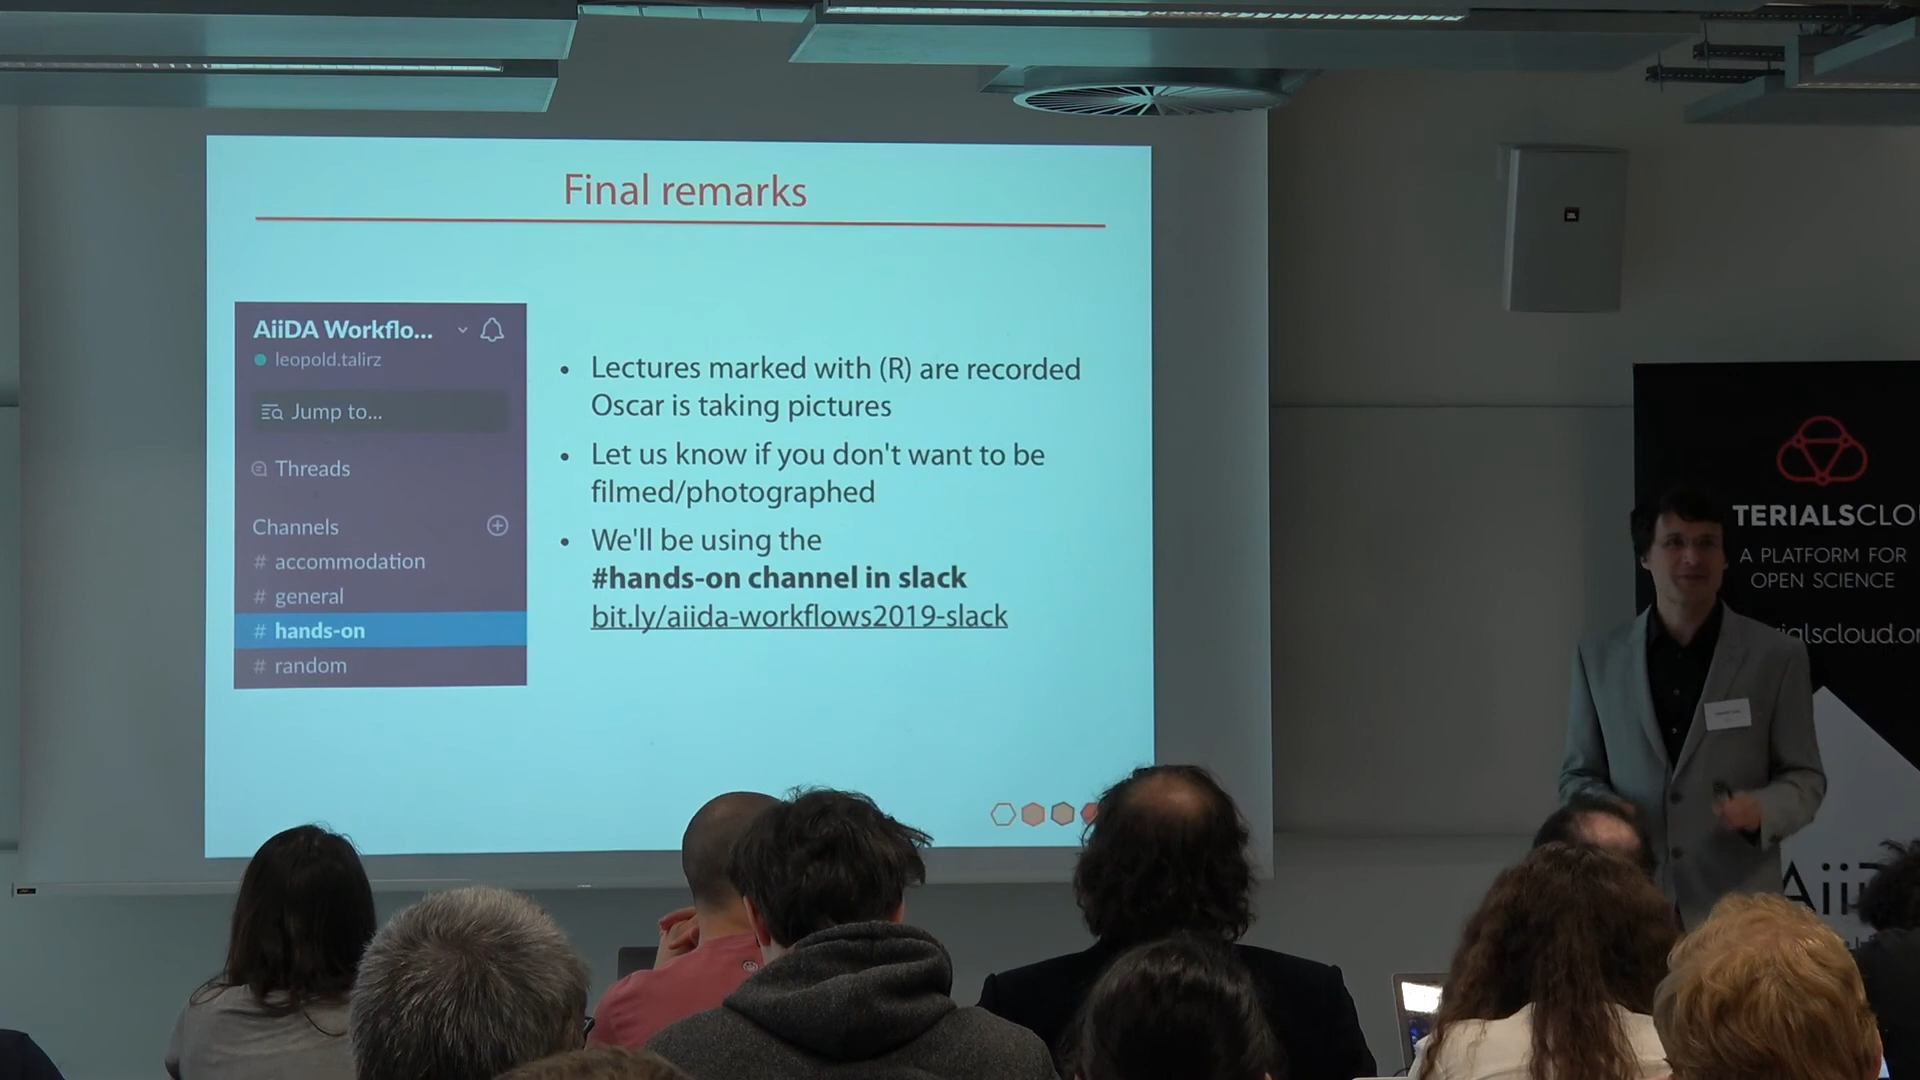 Final remarks
AiiDA Workflo...
leopold.talirz
Jump to...
Threads
Channels
# accommodation
# general
# hands-on
# random
• Lectures marked with (R) are recorded
Oscar is taking pictures
• Let us know if you don't want to be
filmed/photographed
• We'll be using the
#hands-on channel in slack
bit.ly/aiida-workflows2019-slack
TERIALSCLO
A PLATFORM FOR
OPEN SCIENCE
rialscloud.or
Aii